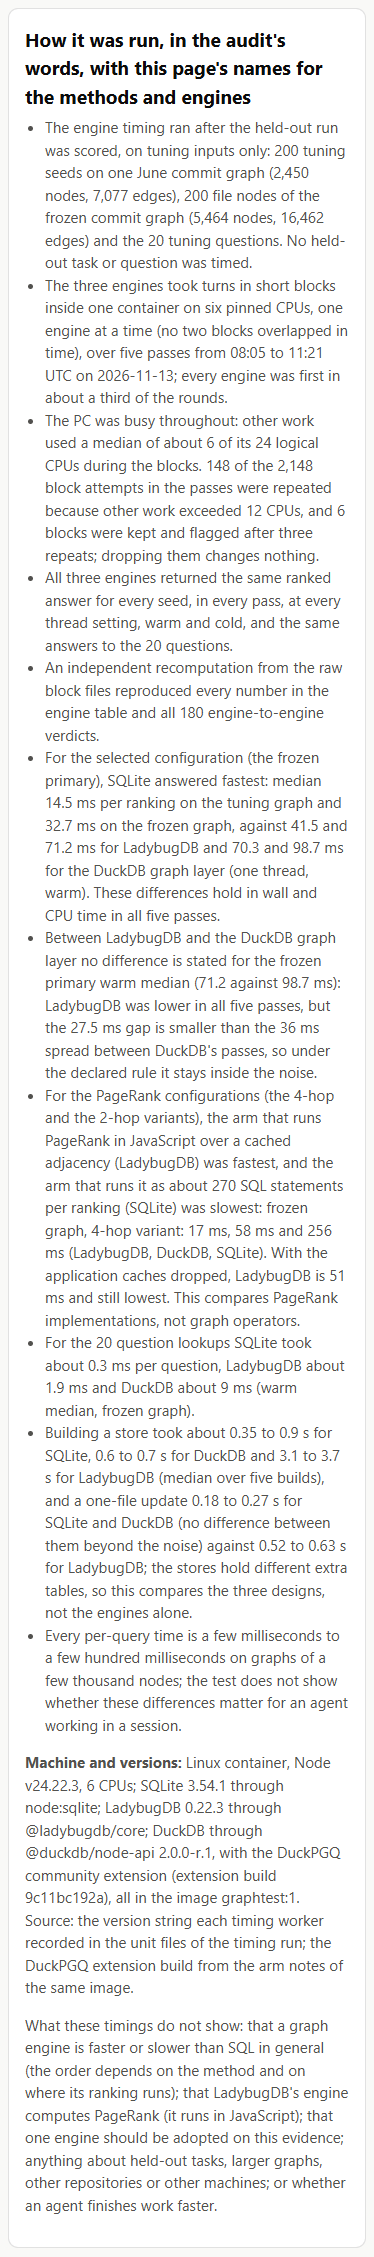 How it was run, in the audit's
words, with this page's names for
the methods and engines
• The engine timing ran after the held-out run
was scored, on tuning inputs only: 200 tuning
seeds on one June commit graph (2,450
nodes, 7,077 edges), 200 file nodes of the
frozen commit graph (5,464 nodes, 16,462
edges) and the 20 tuning questions. No held-
out task or question was timed.
• The three engines took turns in short blocks
inside one container on six pinned CPUs, one
engine at a time (no two blocks overlapped in
time), over five passes from 08:05 to 11:21
UTC on 2026-11-13; every engine was first in
about a third of the rounds.
• The PC was busy throughout: other work
used a median of about 6 of its 24 logical
CPUs during the blocks. 148 of the 2,148
block attempts in the passes were repeated
because other work exceeded 12 CPUs, and 6
blocks were kept and flagged after three
repeats; dropping them changes nothing.
• All three engines returned the same ranked
answer for every seed, in every pass, at every
thread setting, warm and cold, and the same
answers to the 20 questions.
• An independent recomputation from the raw
block files reproduced every number in the
engine table and all 180 engine-to-engine
verdicts.
• For the selected configuration (the frozen
primary), SQLite answered fastest: median
14.5 ms per ranking on the tuning graph and
32.7 ms on the frozen graph, against 41.5 and
71.2 ms for LadybugDB and 70.3 and 98.7 ms
for the DuckDB graph layer (one thread,
warm). These differences hold in wall and
CPU time in all five passes.
• Between LadybugDB and the DuckDB graph
layer no difference is stated for the frozen
primary warm median (71.2 against 98.7 ms):
LadybugDB was lower in all five passes, but
the 27.5 ms gap is smaller than the 36 ms
spread between DuckDB's passes, so under
the declared rule it stays inside the noise.
• For the PageRank configurations (the 4-hop
and the 2-hop variants), the arm that runs
PageRank in JavaScript over a cached
adjacency (LadybugDB) was fastest, and the
arm that runs it as about 270 SQL statements
per ranking (SQLite) was slowest: frozen
graph, 4-hop variant: 17 ms, 58 ms and 256
ms (LadybugDB, DuckDB, SQLite). With the
application caches dropped, LadybugDB is 51
ms and still lowest. This compares PageRank
implementations, not graph operators.
• For the 20 question lookups SQLite took
about 0.3 ms per question, LadybugDB about
1.9 ms and DuckDB about 9 ms (warm
median, frozen graph).
• Building a store took about 0.35 to 0.9 s for
SQLite, 0.6 to 0.7 s for DuckDB and 3.1 to 3.7
s for LadybugDB (median over five builds),
and a one-file update 0.18 to 0.27 s for
SQLite and DuckDB (no difference between
them beyond the noise) against 0.52 to 0.63 s
for LadybugDB; the stores hold different extra
tables, so this compares the three designs,
not the engines alone.
• Every per-query time is a few milliseconds to
a few hundred milliseconds on graphs of a
few thousand nodes; the test does not show
whether these differences matter for an agent
working in a session.
Machine and versions: Linux container, Node
v24.22.3, 6 CPUs; SQLite 3.54.1 through
node:sqlite; LadybugDB 0.22.3 through
@ladybugdb/core; DuckDB through
@duckdb/node-api 2.0.0-r.1, with the DuckPGQ
community extension (extension build
9c11bc192a), all in the image graphtest:1.
Source: the version string each timing worker
recorded in the unit files of the timing run; the
DuckPGQ extension build from the arm notes of
the same image.
What these timings do not show: that a graph
engine is faster or slower than SQL in general
(the order depends on the method and on
where its ranking runs); that LadybugDB's engine
computes PageRank (it runs in JavaScript); that
one engine should be adopted on this evidence;
anything about held-out tasks, larger graphs,
other repositories or other machines; or whether
an agent finishes work faster.